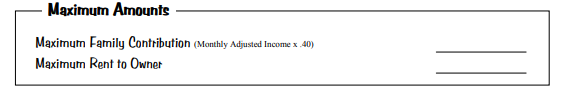 Maximum Amounts
Maximum Family Contribution (Monthly Adjusted Income x .40)
Maximum Rent to Owner